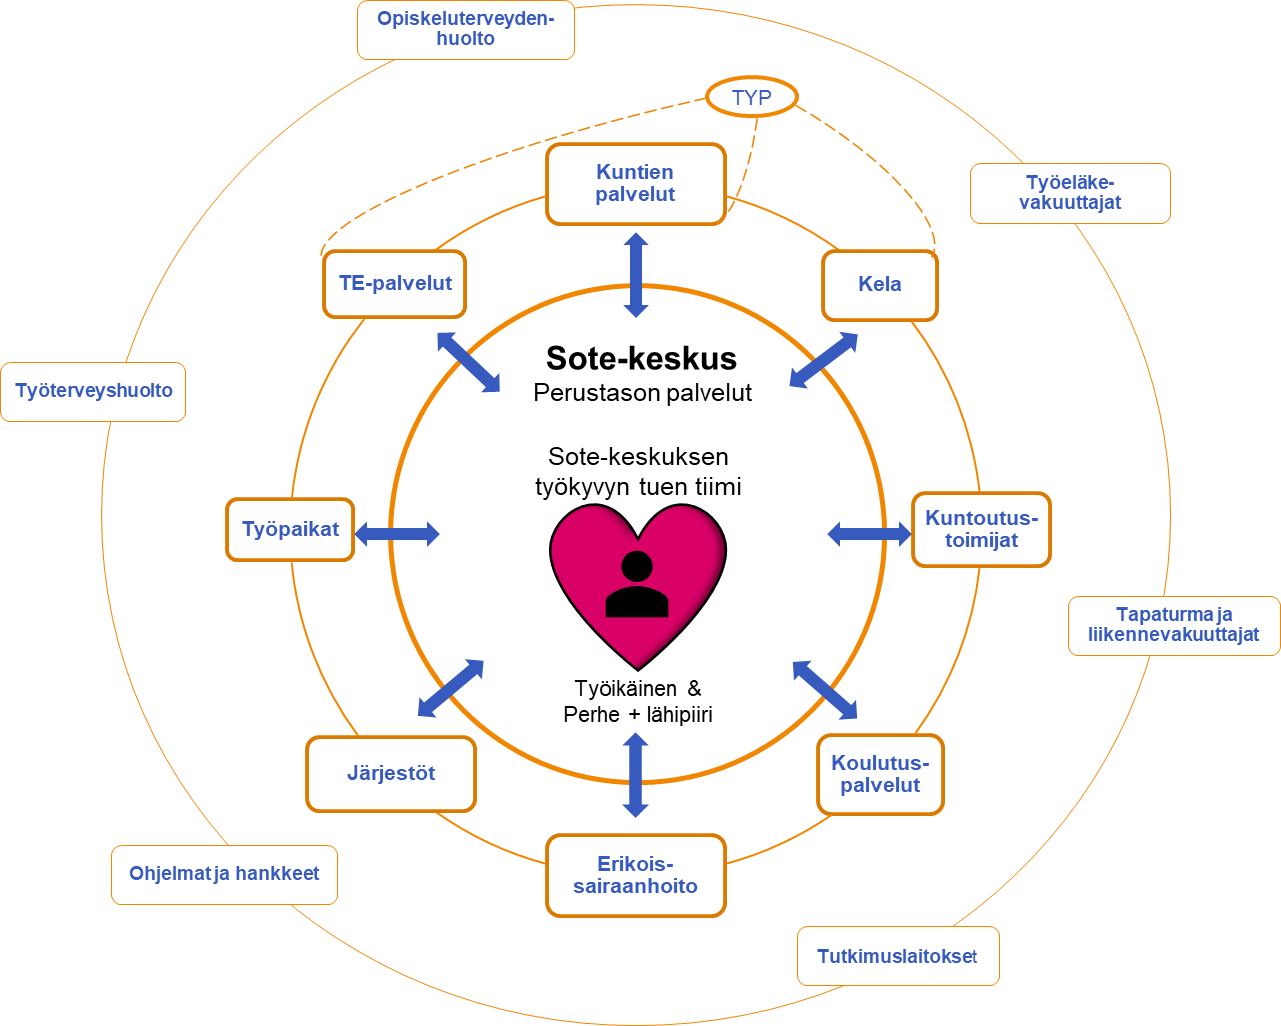 Opiskeluterveyden-
huolto
TYP
Kuntien
palvelut
Työeläke-
vakuuttajat
TE-palvelut
Kela
Sote-keskus
Perustason palvelut
Työterveyshuolto
Sote-keskuksen
työkyvyn tuen tiimi
Työpaikat
Kuntoutus-
toimijat
Tapaturma ja
liikennevakuuttajat
Työikäinen &
Perhe + lähipiiri
Järjestöt
Koulutus-
palvelut
Erikois-
sairaanhoito
Ohjelmat ja hankkeet
Tutkimuslaitokset